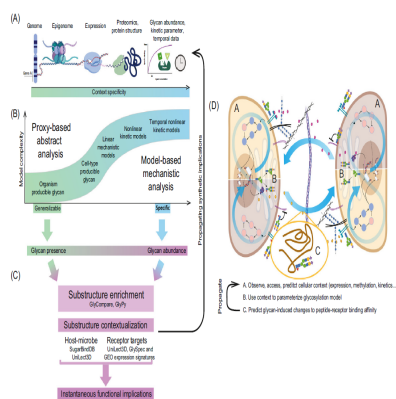 (A)
Genome Epigenome Expression Proteomics, protein structure Glycan abundance, kinetic parameter, temporal data
Context specificity
(B)
Model complexity
Proxy-based
abstract
analysis
Organism
producible glycan
Cell-type
producible
glycan
Linear
mechanistic
models
Nonlinear
kinetic models
Temporal nonlinear
kinetic models
Model-based
mechanistic
analysis
Generalizable
Specific
Glycan presence
Glycan abundance
(C)
Substructure enrichment
GlyCompare, GlyPy
Substructure contextualization
Host-microbe
SugarBindDB
UniLect3D
Receptor targets
UniLect3D, GlySpec and
GEO expression signatures
Instantaneous functional implications
Propagating synthetic implications
(D)
A
A
B
B
C
Propagate
A. Observe, access, predict cellular context (expression, methylation, kinetics...
B. Use context to parameterize glycosylation model
C. Predict glycan-induced changes to peptide-receptor binding affinity